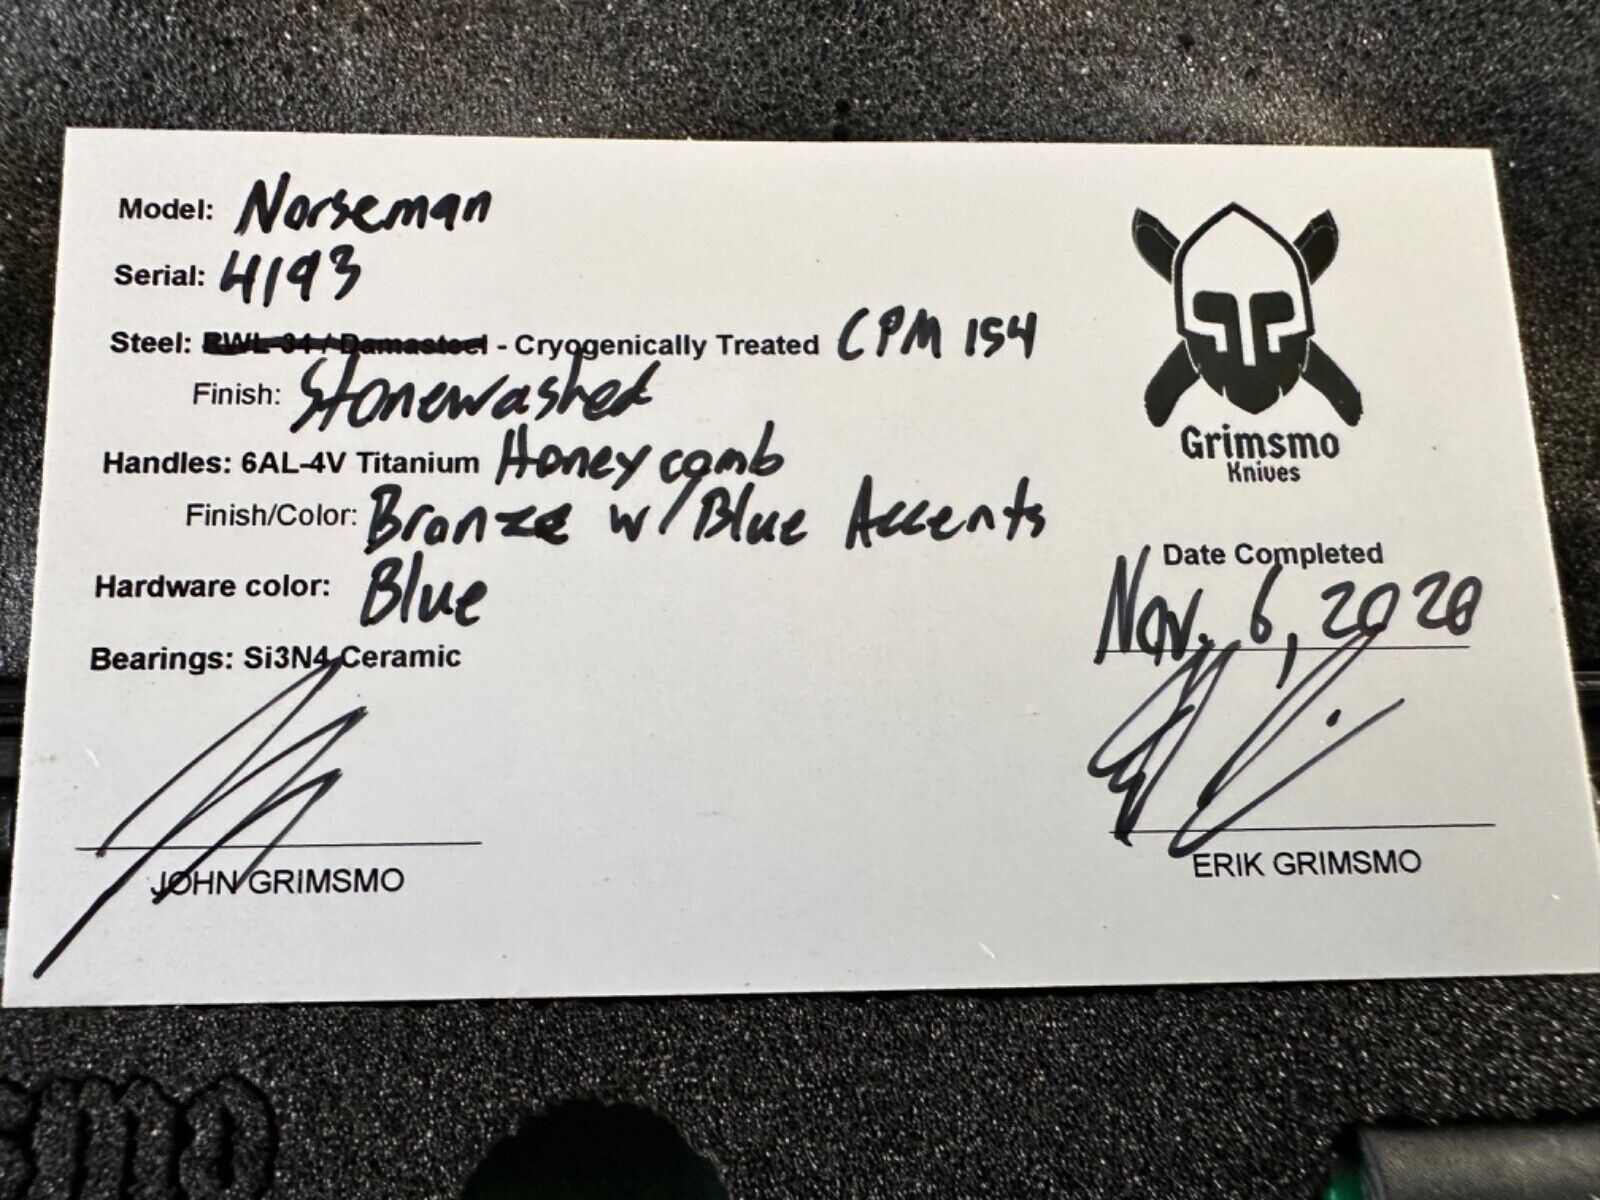 Model: Norseman
Serial: 4193
Steel: RWL-34 / Damasteel - Cryogenically Treated CPM 154
Finish: Stonewashed
Handles: 6AL-4V Titanium Honeycomb
Finish/Color: Bronze w/Blue Accents
Hardware color: Blue
Bearings: Si3N4 Ceramic
JOHN GRIMSMO
Grimsmo
Knives
Date Completed
Nov. 6, 2020
ERIK GRIMSMO